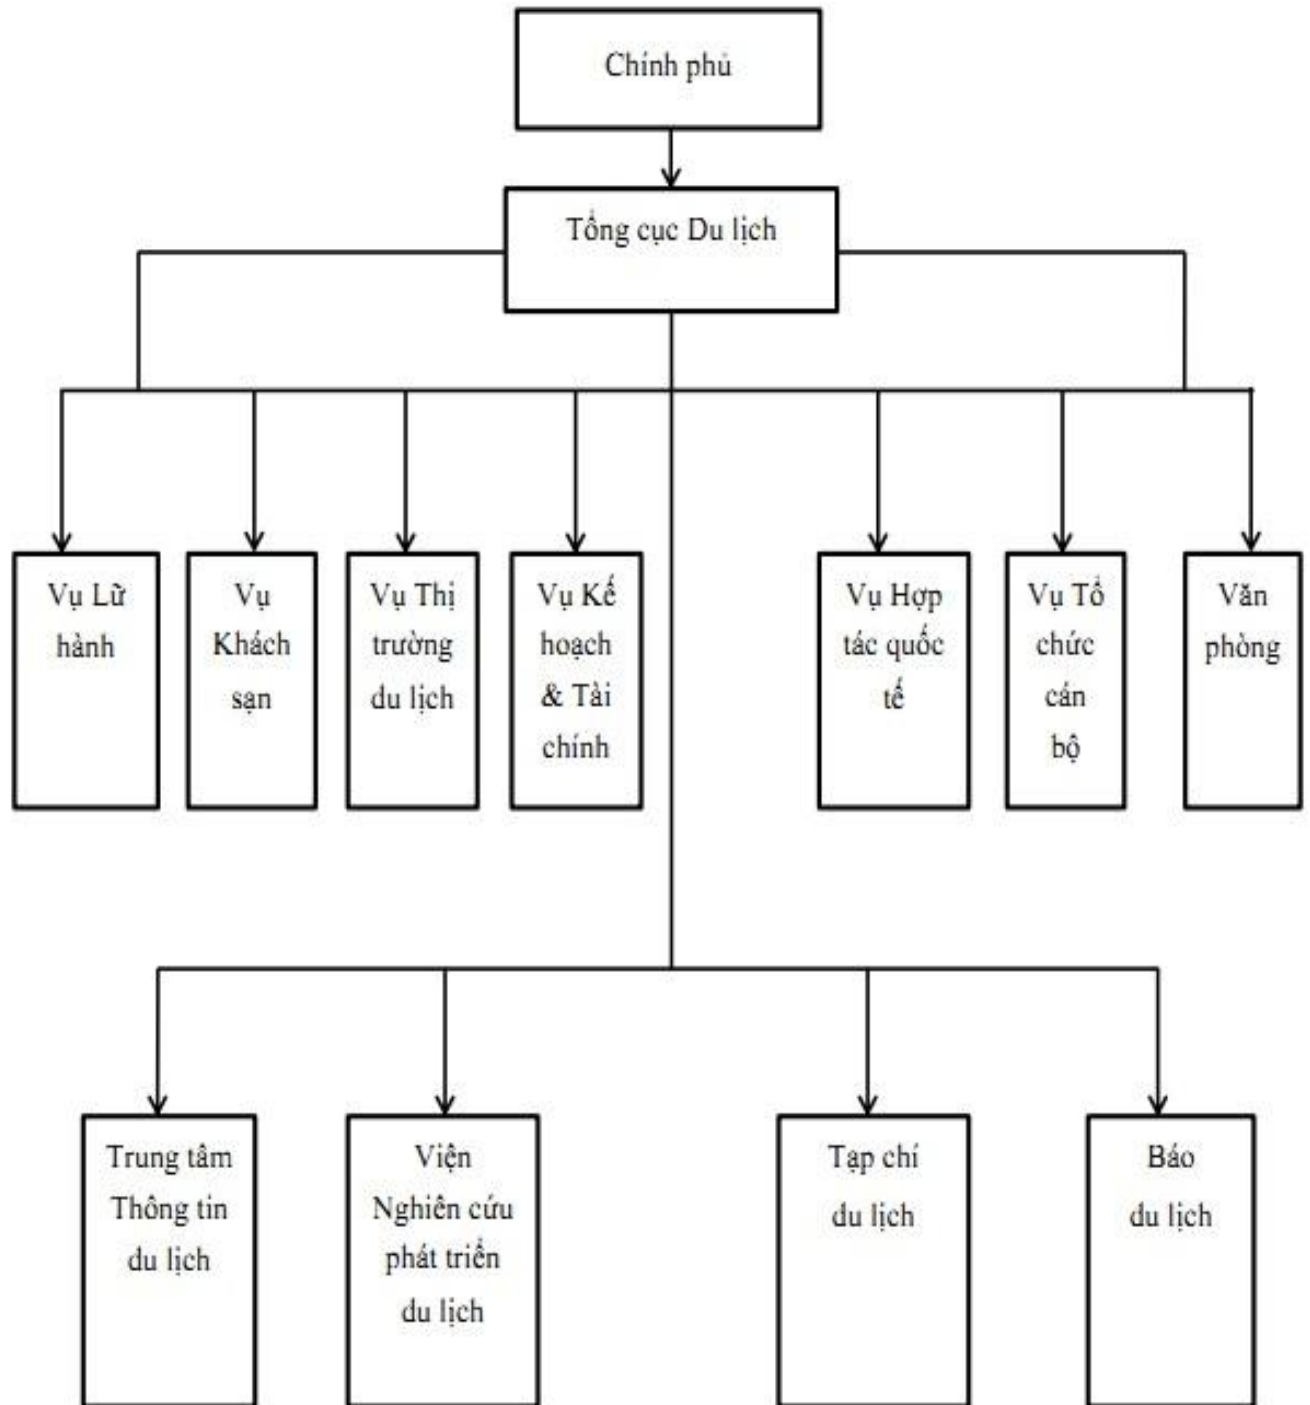 Chính phủ
Tổng cục Du lịch
Vụ Lữ
hành
Vụ
Khách
sạn
Vụ Thị
trường
du lịch
Vụ Kế
hoạch
& Tài
chính
Vụ Hợp
tác quốc
tế
Vụ Tổ
chức
cán
bộ
Văn
phòng
Trung tâm
Thông tin
du lịch
Viện
Nghiên cứu
phát triển
du lịch
Tạp chí
du lịch
Báo
du lịch